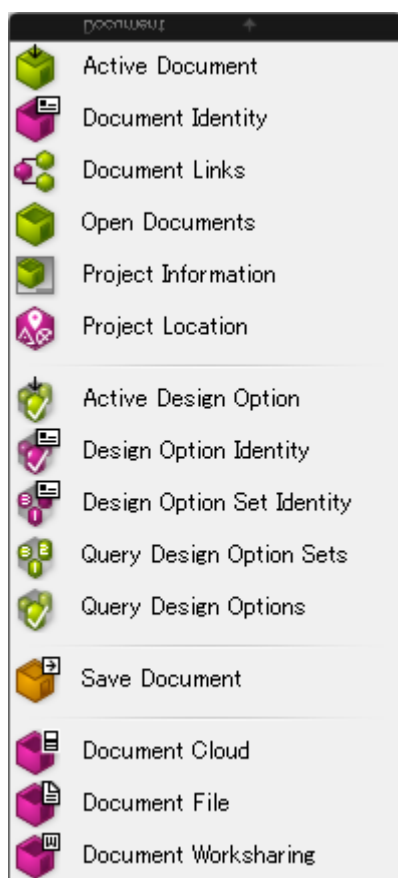 Document
Active Document
Document Identity
Document Links
Open Documents
Project Information
Project Location
Active Design Option
Design Option Identity
Design Option Set Identity
Query Design Option Sets
Query Design Options
Save Document
Document Cloud
Document File
Document Worksharing